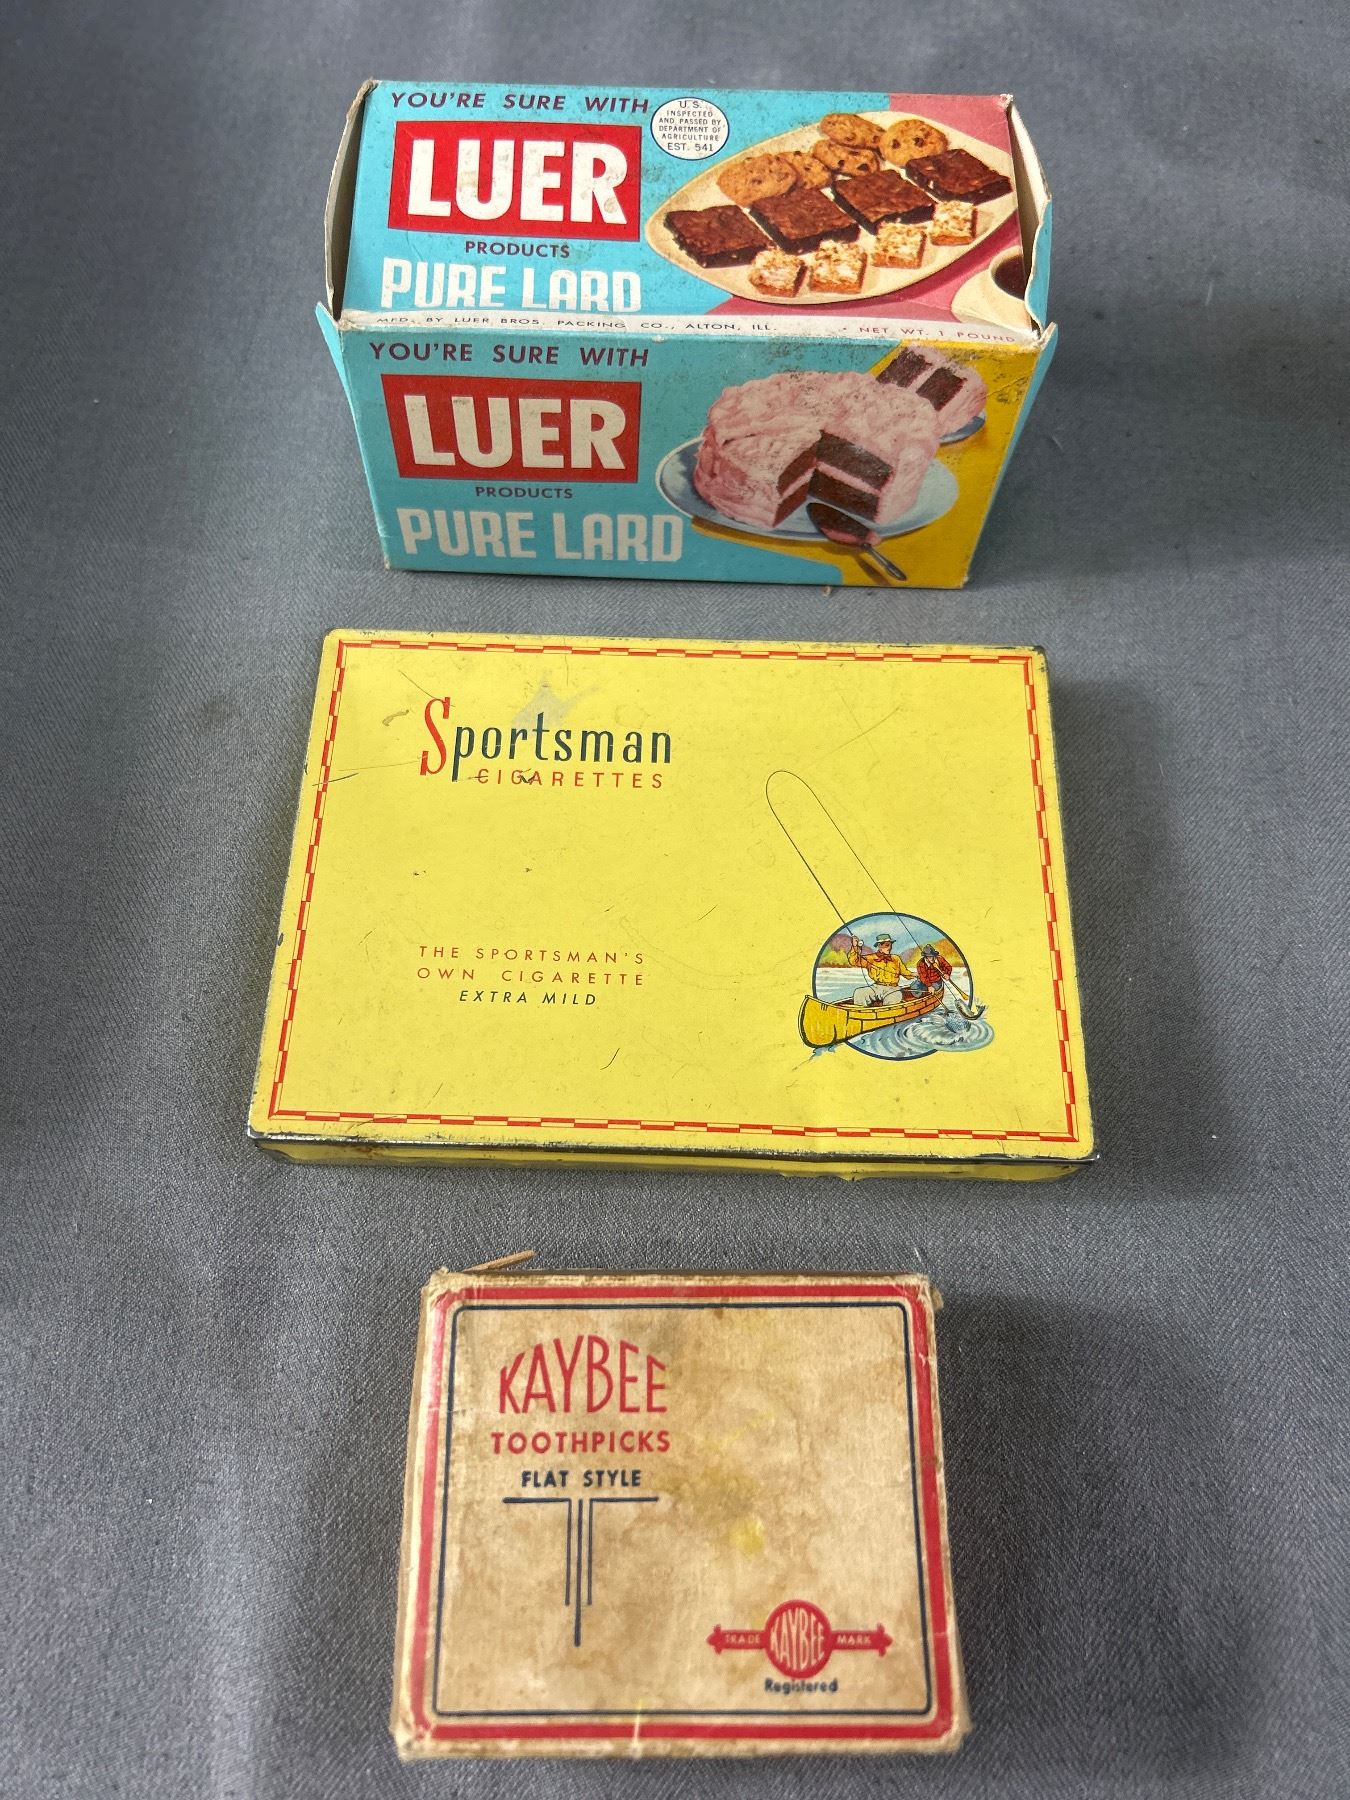 YOU'RE SURE WITH
U.S.
INSPECTED
AND PASSED BY
DEPARTMENT OF
AGRICULTURE
EST. 541
LUER
PRODUCTS
PURE LARD
MFD. BY LUER BROS. PACKING CO., ALTON, ILL. • NET WT. 1 POUND
YOU'RE SURE WITH
LUER
PRODUCTS
PURE LARD
Sportsman
CIGARETTES
THE SPORTSMAN'S
OWN CIGARETTE
EXTRA MILD
KAYBEE
TOOTHPICKS
FLAT STYLE
TRADE KAYBEE MARK
Registered